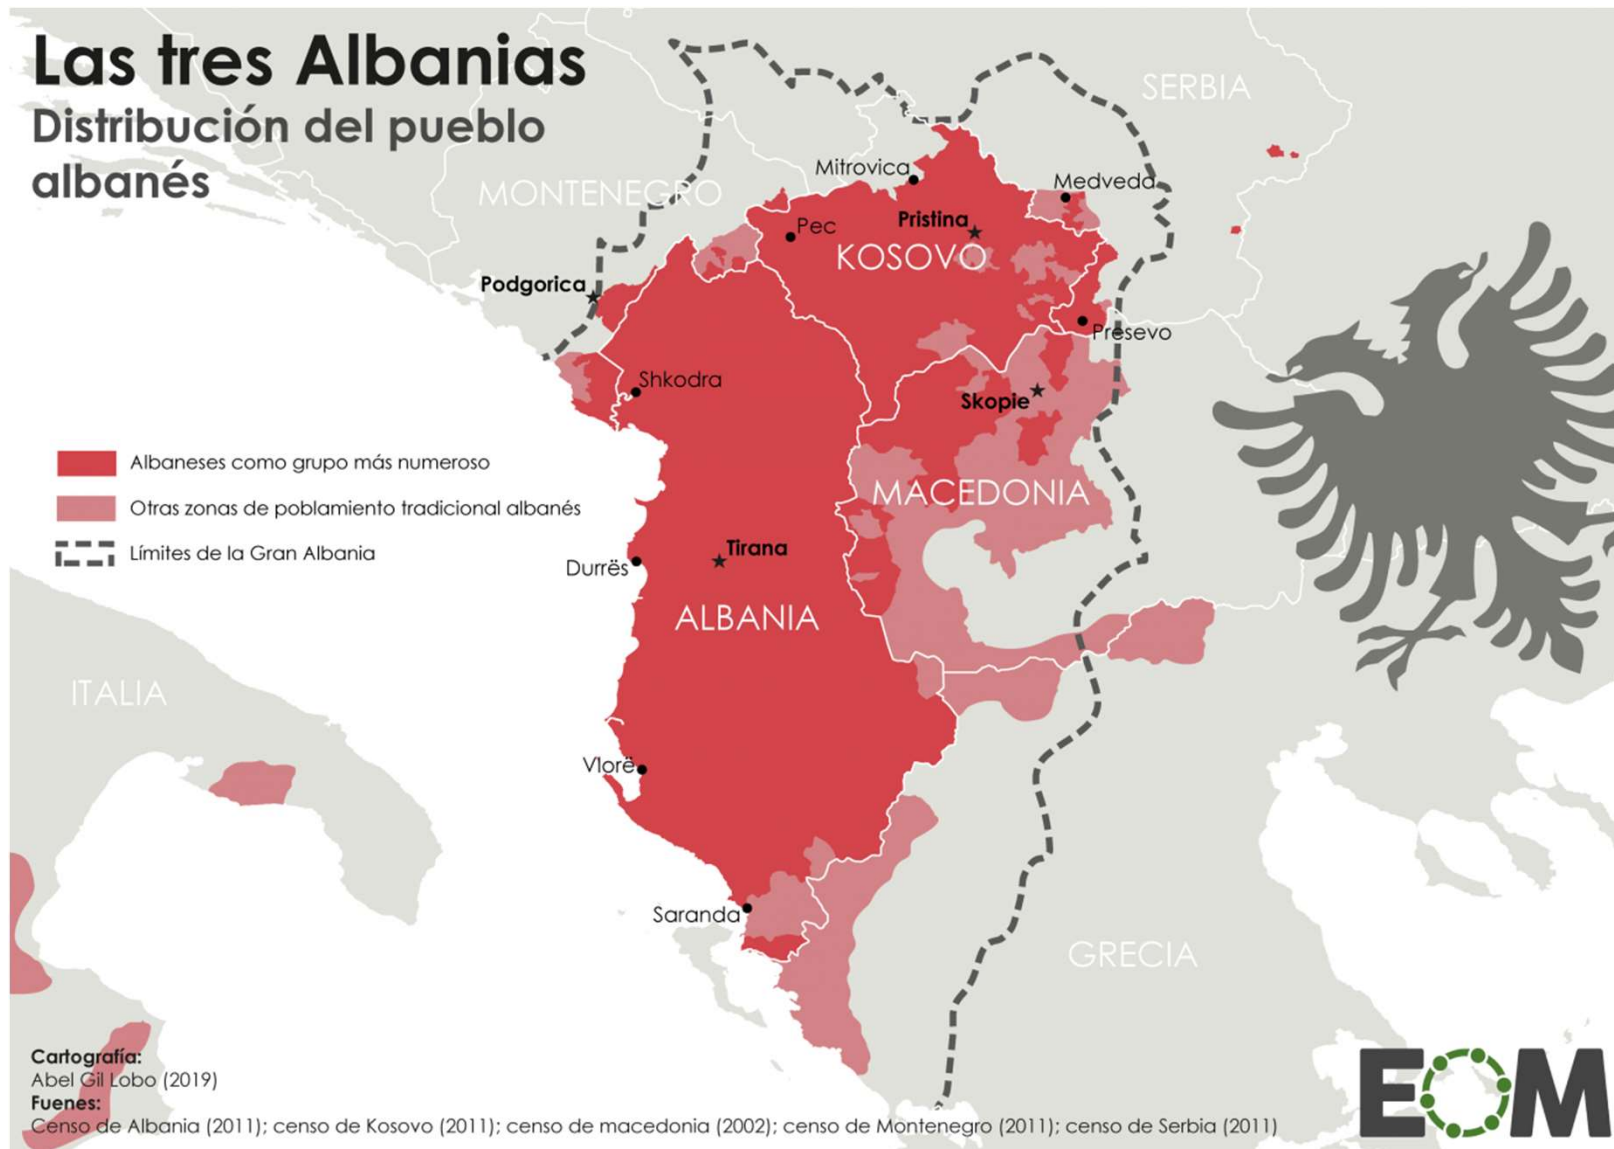 Las tres Albanias
Distribución del pueblo
albanés
SERBIA
Mitrovica
Medveda
MONTENEGRO
Pristina
Pec
KOSOVO
Podgorica
Presevo
Shkodra
Skopie
Albaneses como grupo más numeroso
MACEDONIA
Otras zonas de poblamiento tradicional albanés
Límites de la Gran Albania
Tirana
Durrës
ALBANIA
ITALIA
Vlorë
Saranda
GRECIA
Cartografía:
Abel Gil Lobo (2019)
Fuenes:
Censo de Albania (2011); censo de Kosovo (2011); censo de macedonia (2002); censo de Montenegro (2011); censo de Serbia (2011)
EOM